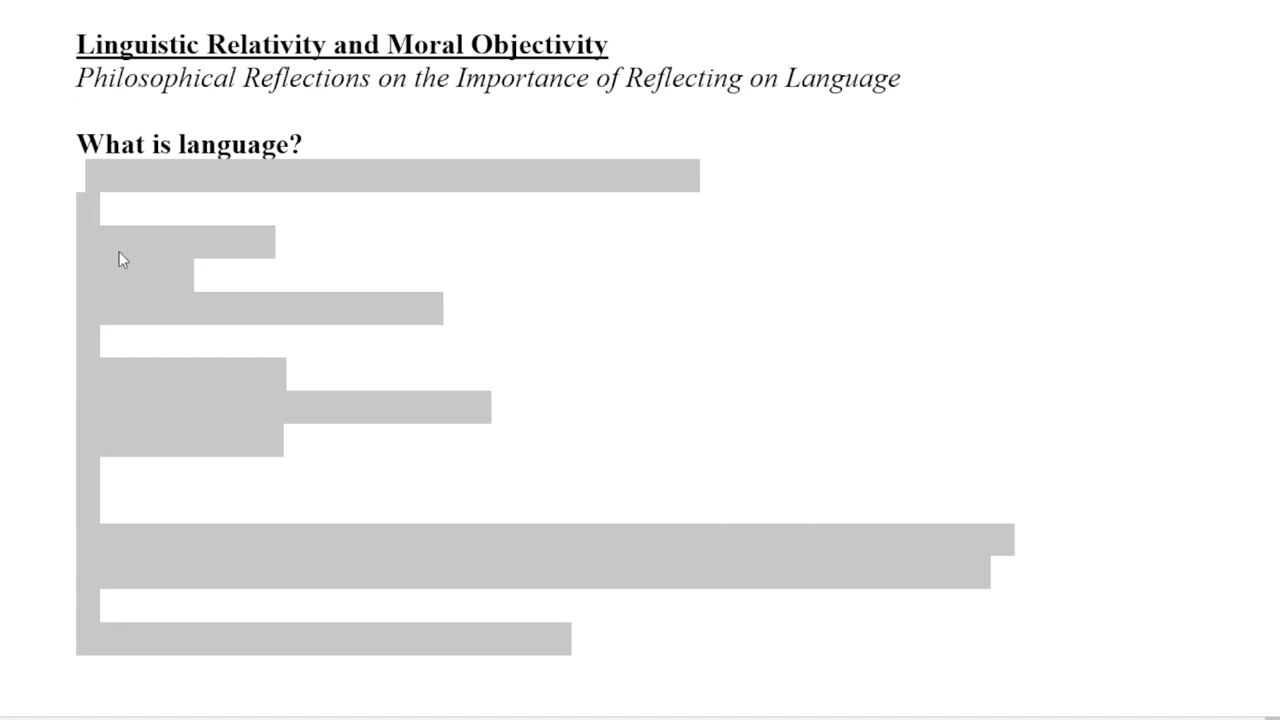 Linguistic Relativity and Moral Objectivity
Philosophical Reflections on the Importance of Reflecting on Language
What is language?